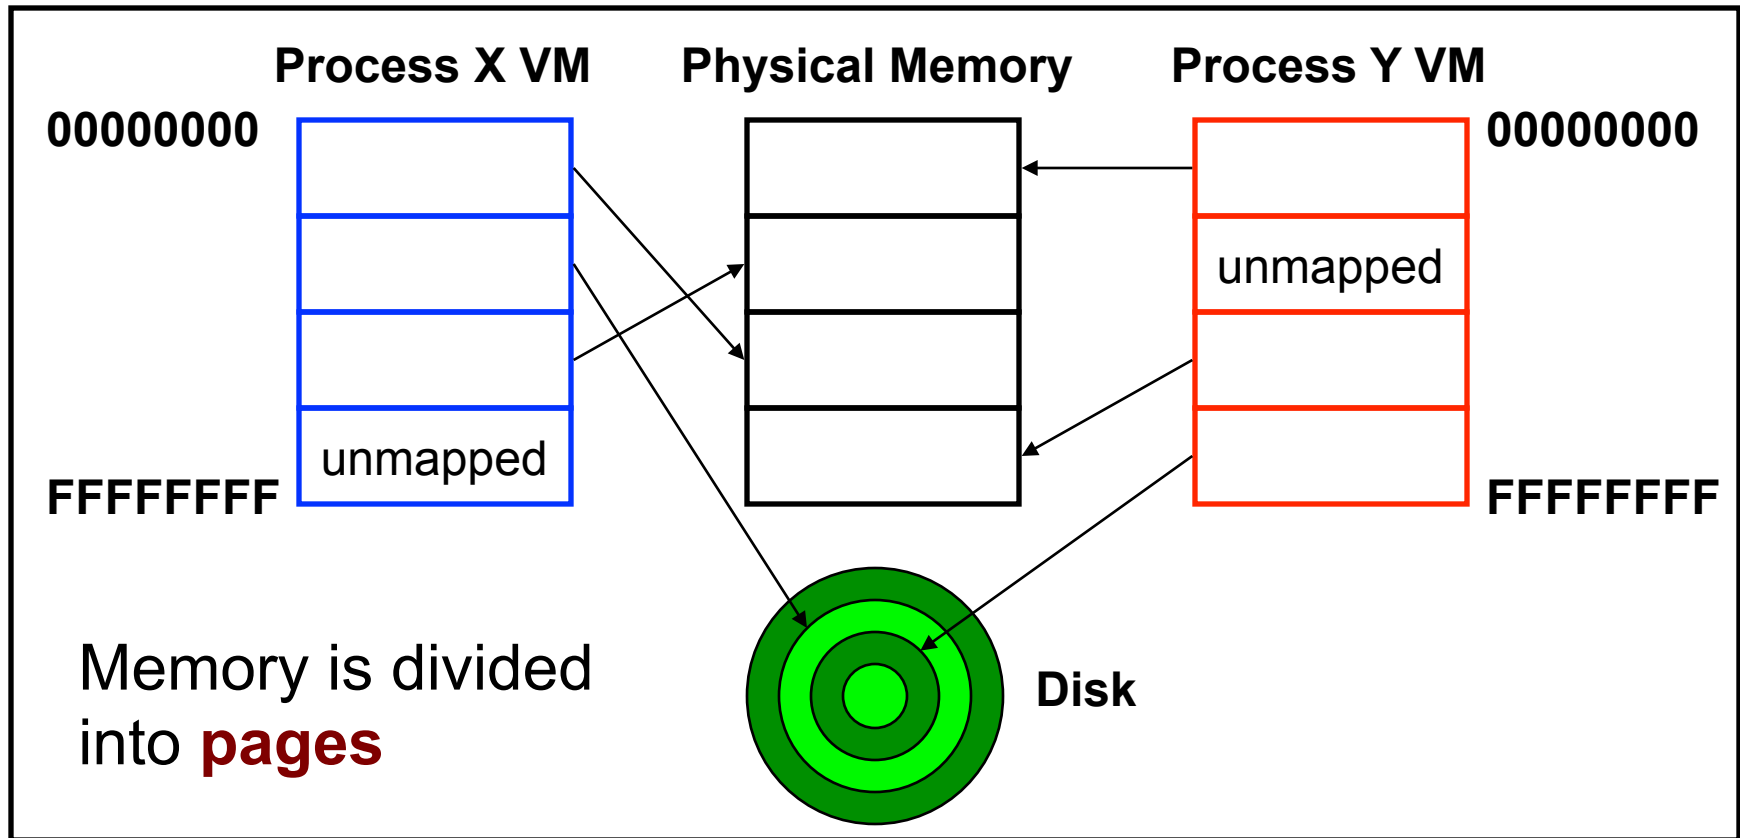 Process X VM
Physical Memory
Process Y VM
00000000
00000000
unmapped
unmapped
FFFFFFFF
FFFFFFFF
Memory is divided
into pages
Disk